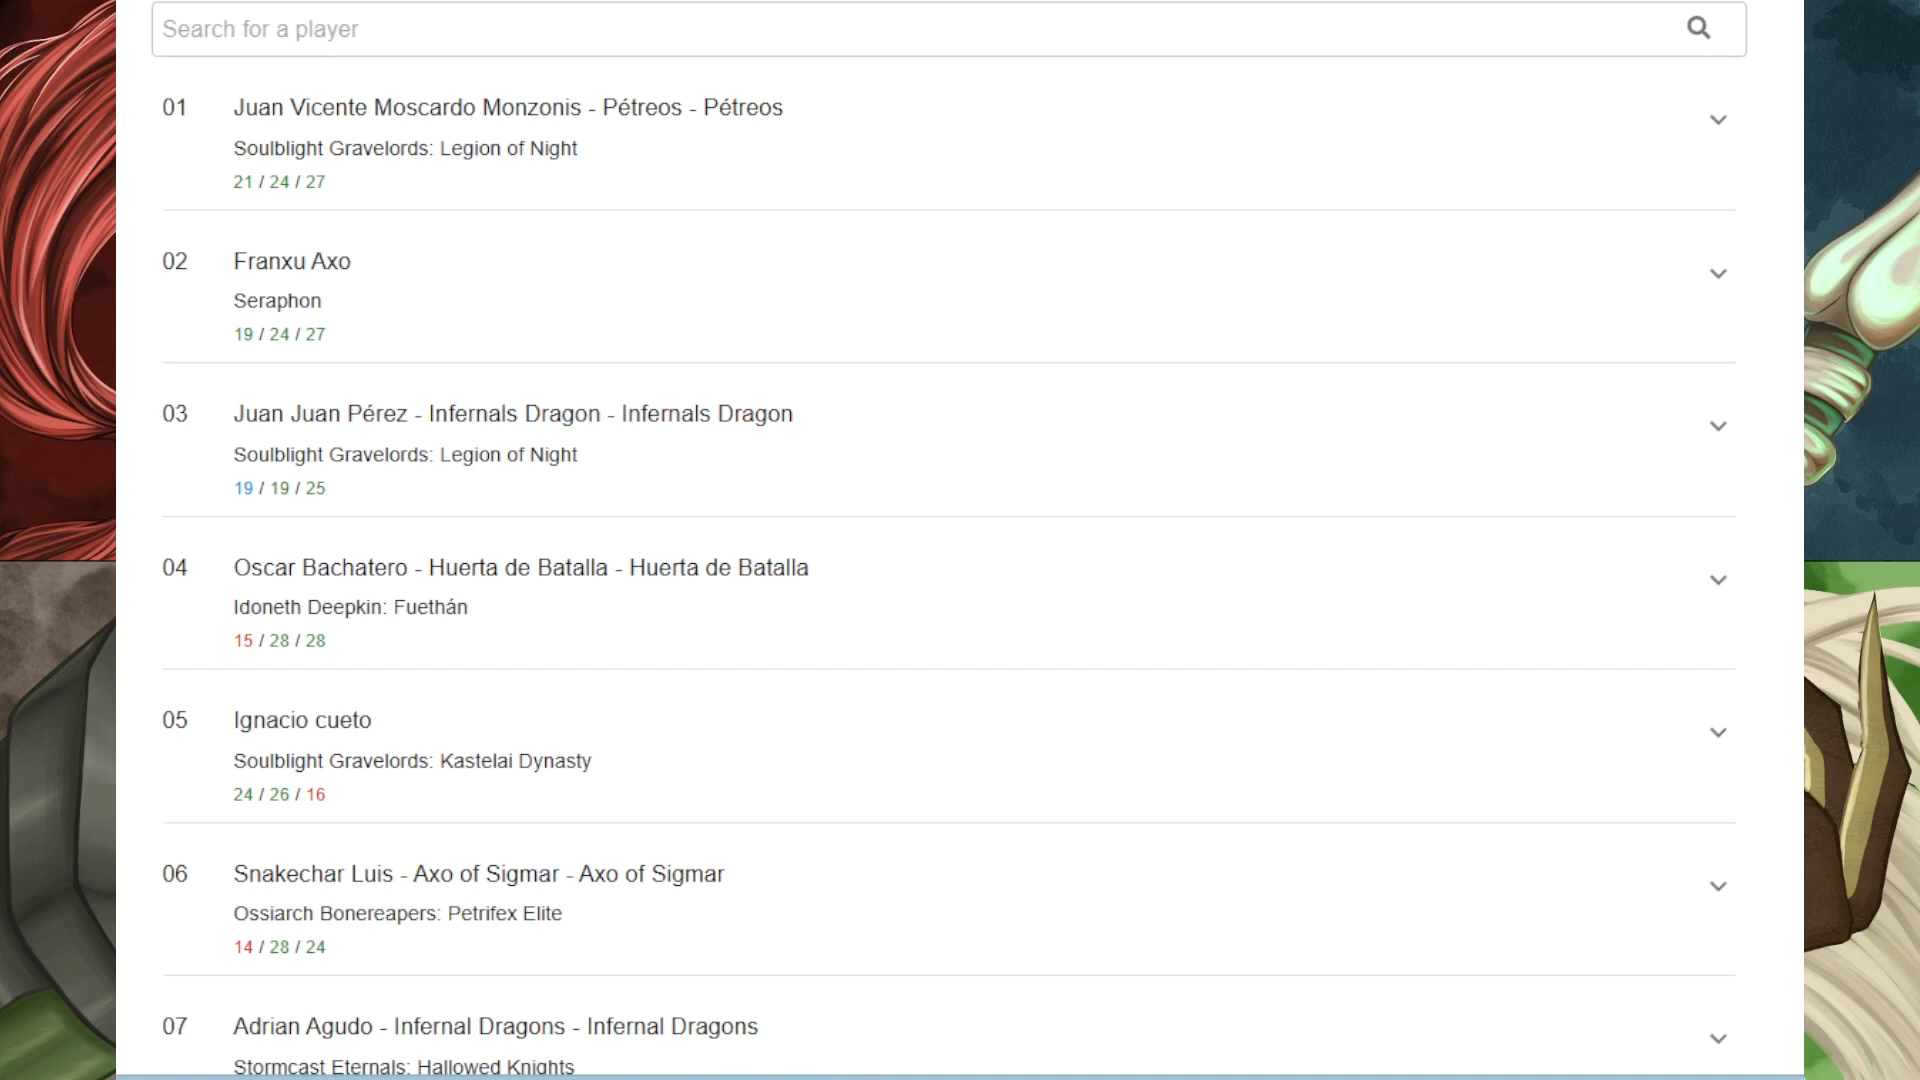 Search for a player
01
Juan Vicente Moscardo Monzonis - Pétreos - Pétreos
Soulblight Gravelords: Legion of Night
21 / 24 / 27
02
Franxu Axo
Seraphon
19 / 24 / 27
03
Juan Juan Pérez - Infernals Dragon - Infernals Dragon
Soulblight Gravelords: Legion of Night
19 / 19 / 25
04
Oscar Bachatero - Huerta de Batalla - Huerta de Batalla
Idoneth Deepkin: Fuethán
15 / 28 / 28
05
Ignacio cueto
Soulblight Gravelords: Kastelai Dynasty
24 / 26 / 16
06
Snakechar Luis - Axo of Sigmar - Axo of Sigmar
Ossiarch Bonereapers: Petrifex Elite
14 / 28 / 24
07
Adrian Agudo - Infernal Dragons - Infernal Dragons
Stormcast Eternals: Hallowed Knights